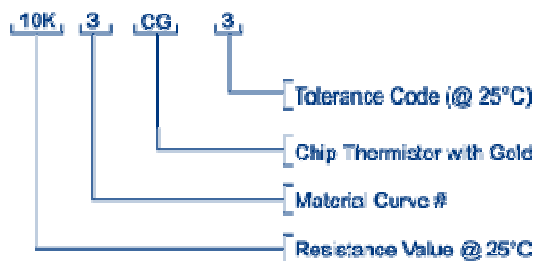 10K 3 CG 3
Tolerance Code (@ 25°C)
Chip Thermistor with Gold
Material Curve #
Resistance Value @ 25°C